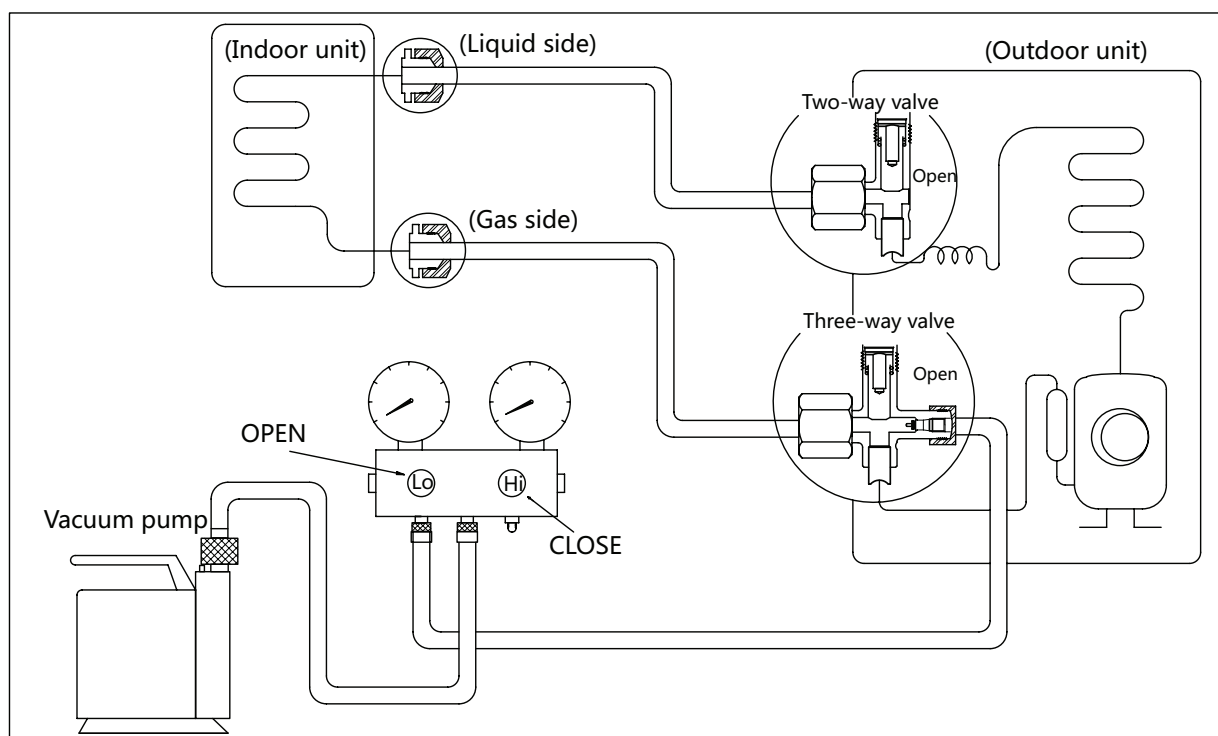 (Indoor unit)
(Liquid side)
(Outdoor unit)
Two-way valve
Open
(Gas side)
Three-way valve
Open
OPEN
Lo
Hi
CLOSE
Vacuum pump